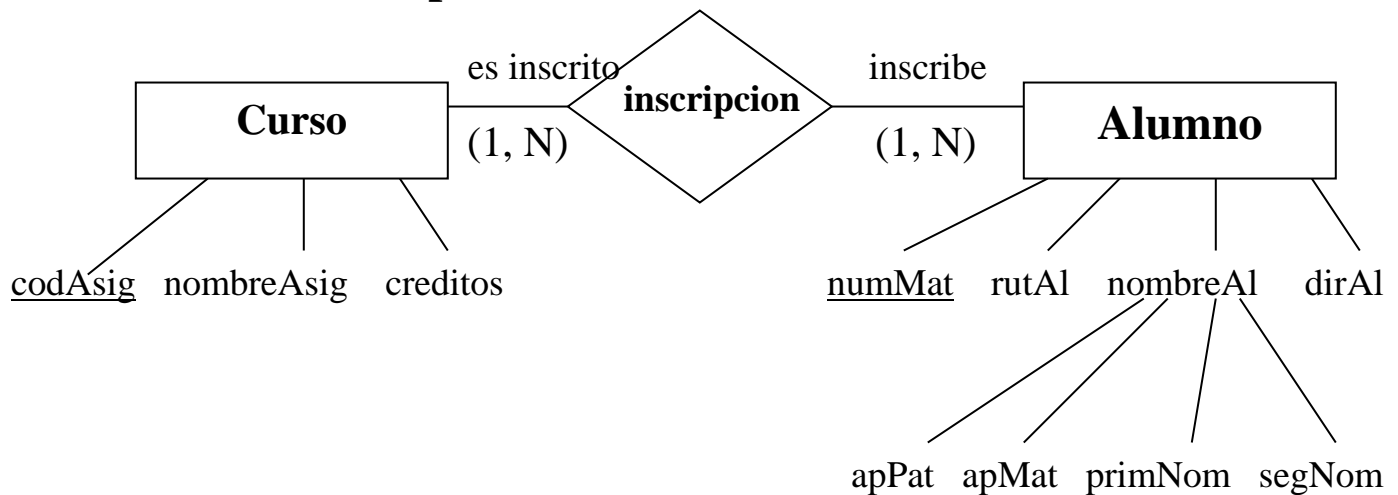 es inscrito
inscribe
Curso
inscripcion
Alumno
(1, N)
(1, N)
codAsig nombreAsig creditos
numMat rutAl nombreAl dirAl
apPat apMat primNom segNom